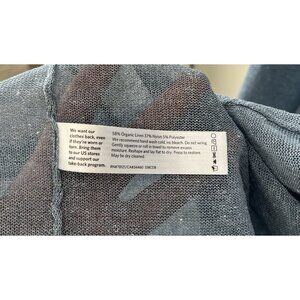 We want our
clothes back, even
if they're worn or
torn. Bring them
to our US stores
and support our
take-back program.
58% Organic Linen 37% Nylon 5% Polyester
We recommend hand wash cold, no bleach. Do not wring
Gently squeeze or roll in towel to remove excess
moisture. Reshape and lay flat to dry. Press to restore
May be dry cleaned.